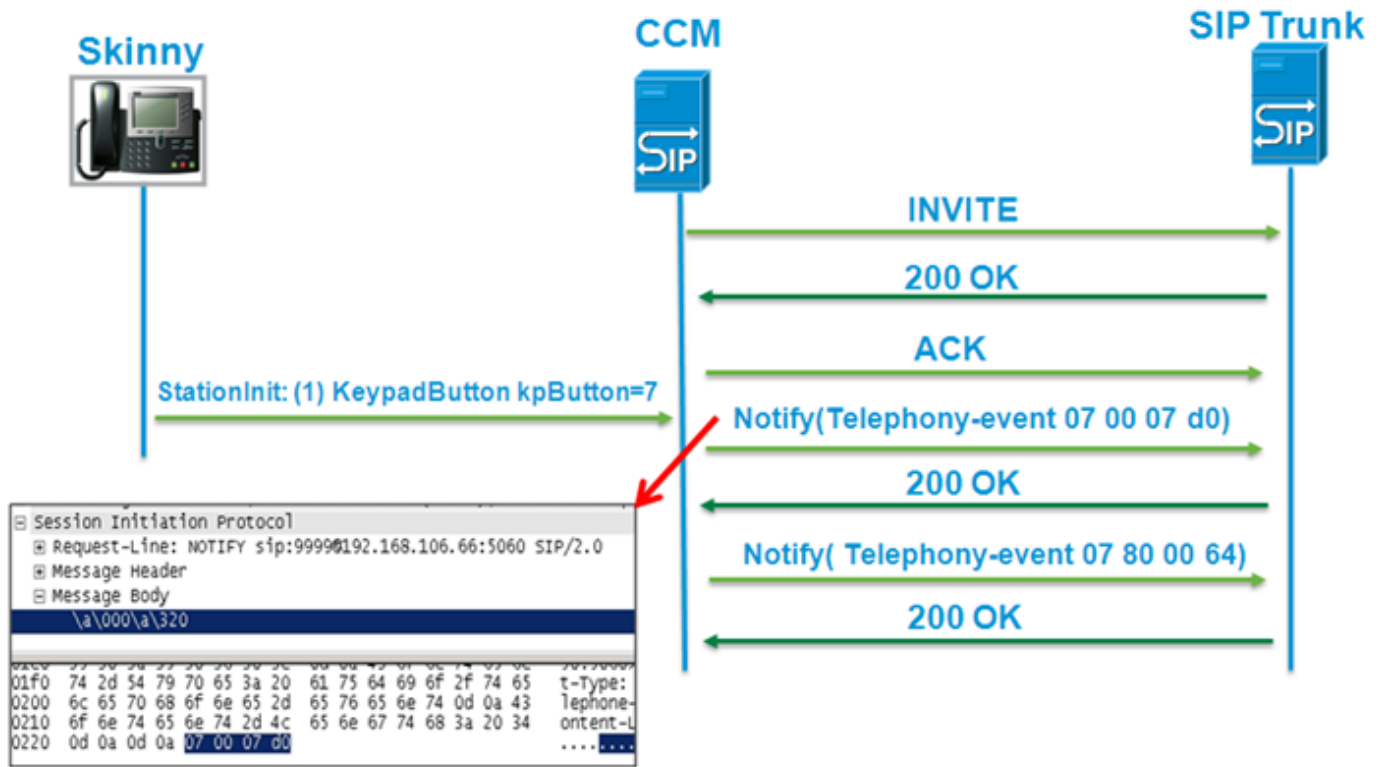 Skinny
CCM
SIP Trunk
SIP
SIP
INVITE
200 OK
ACK
StationInit: (1) KeypadButton kpButton=7
Notify(Telephony-event 07 00 07 d0)
200 OK
Notify( Telephony-event 07 80 00 64)
200 OK
Session Initiation Protocol
Request-Line: NOTIFY sip:9999@192.168.106.66:5060 SIP/2.0
Message Header
Message Body
\a\000\a\320
01f0 74 2d 54 79 70 65 3a 20 61 75 64 69 6f 2f 74 65 t-Type:
0200 6c 65 70 68 6f 6e 65 2d 65 76 65 6e 74 0d 0a 43 lephone-
0210 6f 6e 74 65 6e 74 2d 4c 65 6e 67 74 68 3a 20 34 ontent-L
0220 0d 0a 0d 0a 07 00 07 d0 ........